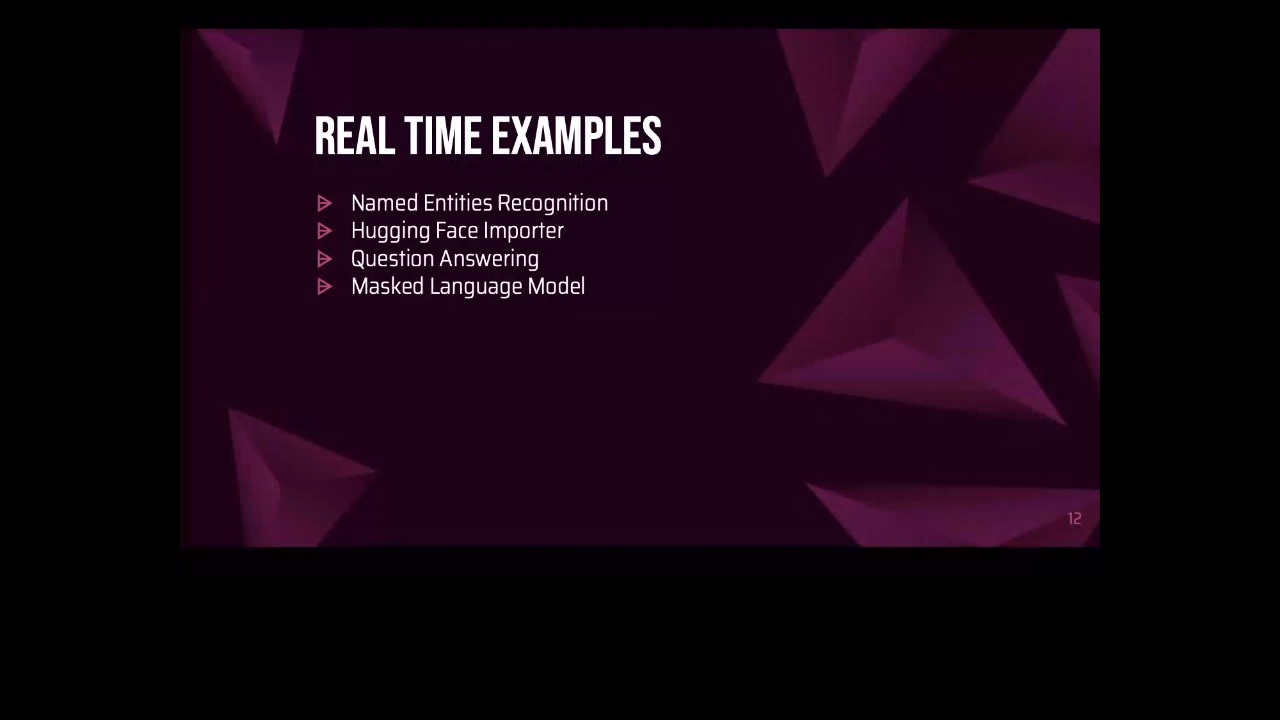 REAL TIME EXAMPLES
Named Entities Recognition
Hugging Face Importer
Question Answering
Masked Language Model
12